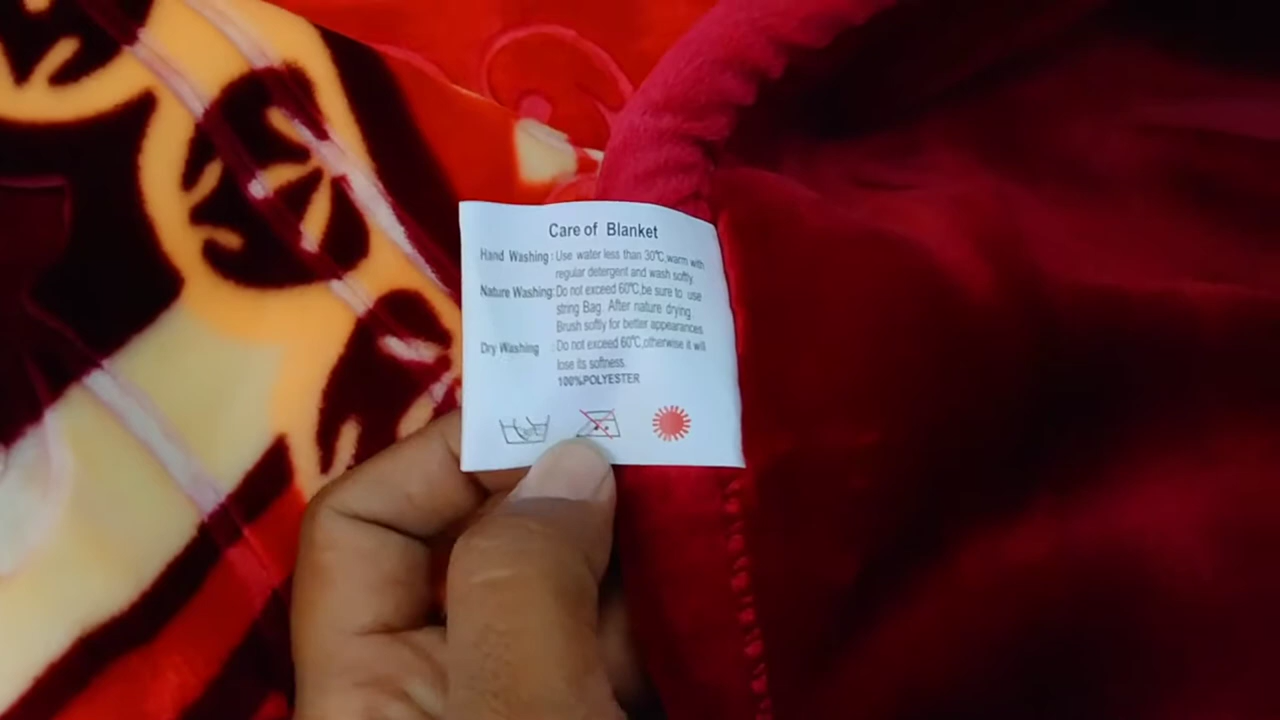 Care of Blanket
Hand Washing : Use water less than 30℃,warm with
regular detergent and wash softly.
Nature Washing: Do not exceed 60℃,be sure to use
string Bag. After nature drying
Brush softly for better appearances.
Dry Washing : Do not exceed 60℃,otherwise it will
lose its softness.
100%POLYESTER